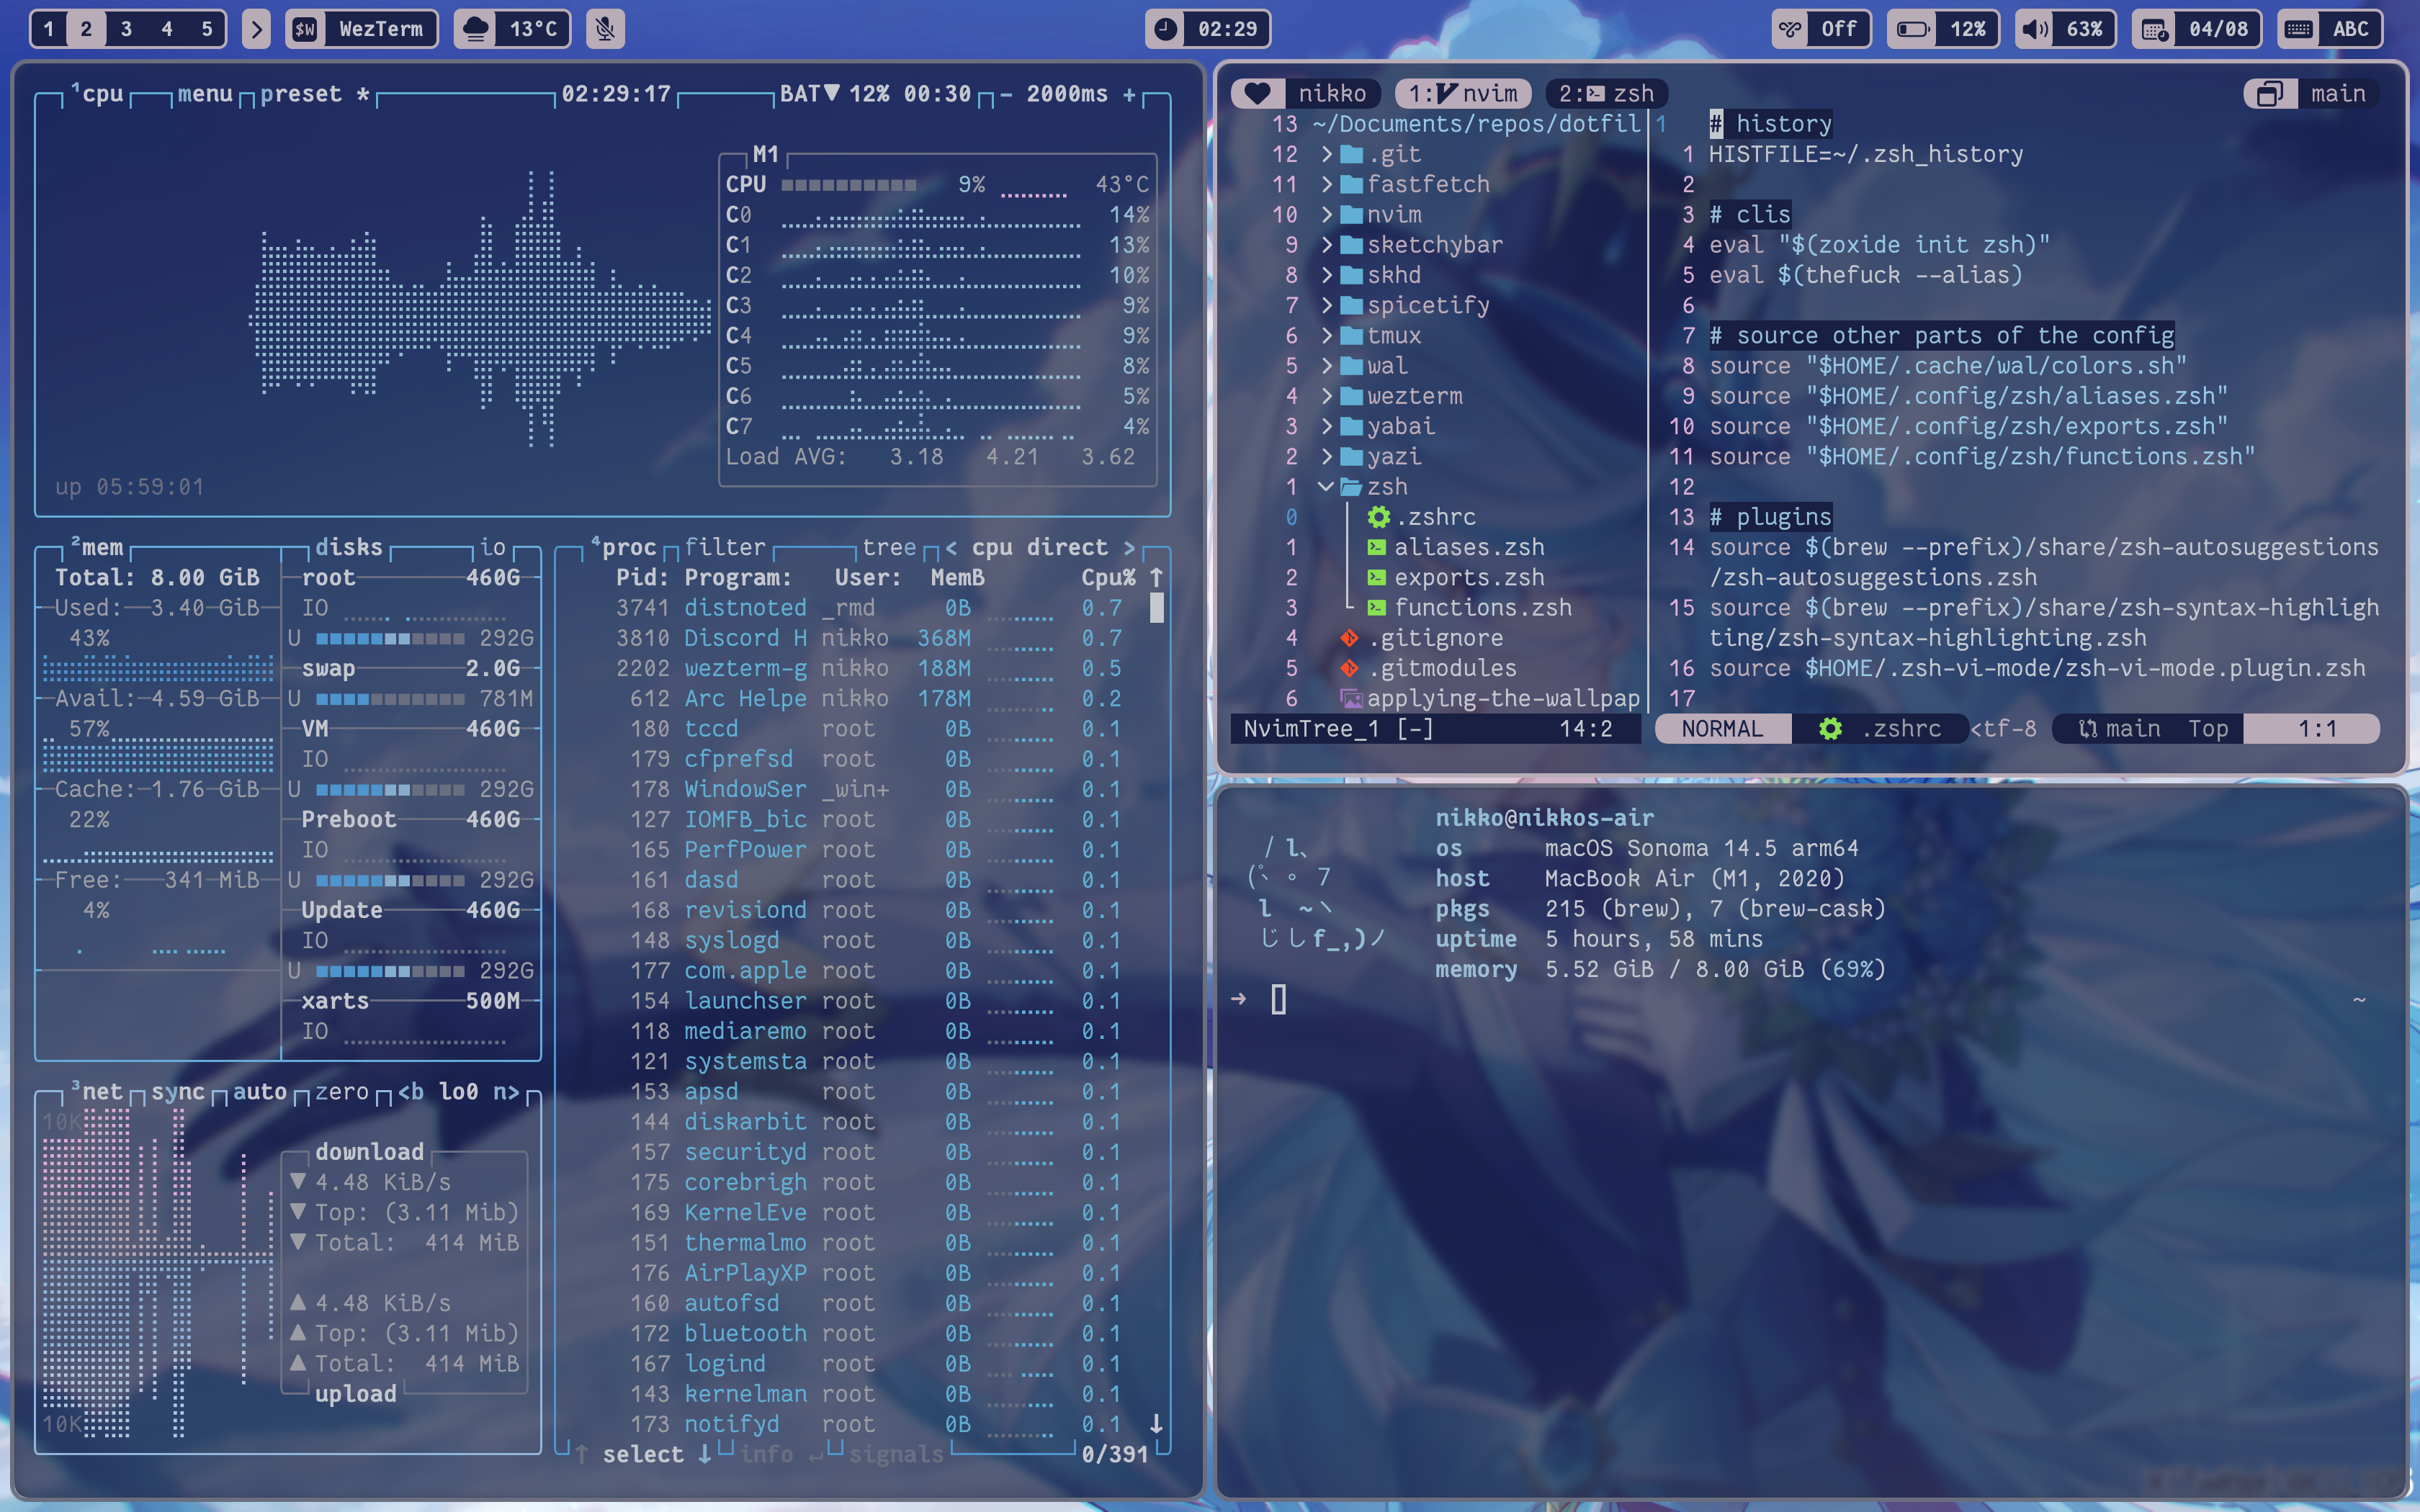 1 2 3 4 5 > $W WezTerm 13°C 02:29 Off 12% 63% 04/08 ABC
¹cpu menu preset * 02:29:17 BAT▼ 12% 00:30 - 2000ms +
M1
CPU 9% 43°C
C0 14%
C1 13%
C2 10%
C3 9%
C4 9%
C5 8%
C6 5%
C7 4%
Load AVG: 3.18 4.21 3.62
up 05:59:01
²mem disks io
Total: 8.00 GiB
Used: 3.40 GiB
43%
Avail: 4.59 GiB
57%
Cache: 1.76 GiB
22%
Free: 341 MiB
4%
root 460G
IO
U 292G
swap 2.0G
U 781M
VM 460G
IO
U 292G
Preboot 460G
IO
U 292G
Update 460G
IO
U 292G
xarts 500M
IO
³net sync auto zero <b lo0 n>
10K
download
▼ 4.48 KiB/s
▼ Top: (3.11 Mib)
▼ Total: 414 MiB
▲ 4.48 KiB/s
▲ Top: (3.11 Mib)
▲ Total: 414 MiB
upload
10K
⁴proc filter tree < cpu direct >
Pid: Program: User: MemB Cpu% ↑
3741 distnoted _rmd 0B 0.7
3810 Discord H nikko 368M 0.7
2202 wezterm-g nikko 188M 0.5
612 Arc Helpe nikko 178M 0.2
180 tccd root 0B 0.1
179 cfprefsd root 0B 0.1
178 WindowSer _win+ 0B 0.1
127 IOMFB_bic root 0B 0.1
165 PerfPower root 0B 0.1
161 dasd root 0B 0.1
168 revisiond root 0B 0.1
148 syslogd root 0B 0.1
177 com.apple root 0B 0.1
154 launchser root 0B 0.1
118 mediaremo root 0B 0.1
121 systemsta root 0B 0.1
153 apsd root 0B 0.1
144 diskarbit root 0B 0.1
157 securityd root 0B 0.1
175 corebrigh root 0B 0.1
169 KernelEve root 0B 0.1
151 thermalmo root 0B 0.1
176 AirPlayXP root 0B 0.1
160 autofsd root 0B 0.1
172 bluetooth root 0B 0.1
167 logind root 0B 0.1
143 kernelman root 0B 0.1
173 notifyd root 0B 0.1 ↓
↑ select ↓ info ↵ signals 0/391
nikko 1: nvim 2: zsh main
13 ~/Documents/repos/dotfil
12 > .git
11 > fastfetch
10 > nvim
9 > sketchybar
8 > skhd
7 > spicetify
6 > tmux
5 > wal
4 > wezterm
3 > yabai
2 > yazi
1 zsh
0 .zshrc
1 aliases.zsh
2 exports.zsh
3 functions.zsh
4 .gitignore
5 .gitmodules
6 applying-the-wallpap
NvimTree_1 [-] 14:2
1 # history
1 HISTFILE=~/.zsh_history
2
3 # clis
4 eval "$(zoxide init zsh)"
5 eval $(thefuck --alias)
6
7 # source other parts of the config
8 source "$HOME/.cache/wal/colors.sh"
9 source "$HOME/.config/zsh/aliases.zsh"
10 source "$HOME/.config/zsh/exports.zsh"
11 source "$HOME/.config/zsh/functions.zsh"
12
13 # plugins
14 source $(brew --prefix)/share/zsh-autosuggestions
/zsh-autosuggestions.zsh
15 source $(brew --prefix)/share/zsh-syntax-highligh
ting/zsh-syntax-highlighting.zsh
16 source $HOME/.zsh-vi-mode/zsh-vi-mode.plugin.zsh
17
NORMAL .zshrc <tf-8 main Top 1:1
nikko@nikkos-air
os macOS Sonoma 14.5 arm64
host MacBook Air (M1, 2020)
pkgs 215 (brew), 7 (brew-cask)
uptime 5 hours, 58 mins
memory 5.52 GiB / 8.00 GiB (69%)
/ l、
(ﾟ、 。 7
l ~ヽ
じしf_,)ノ
➜ ~